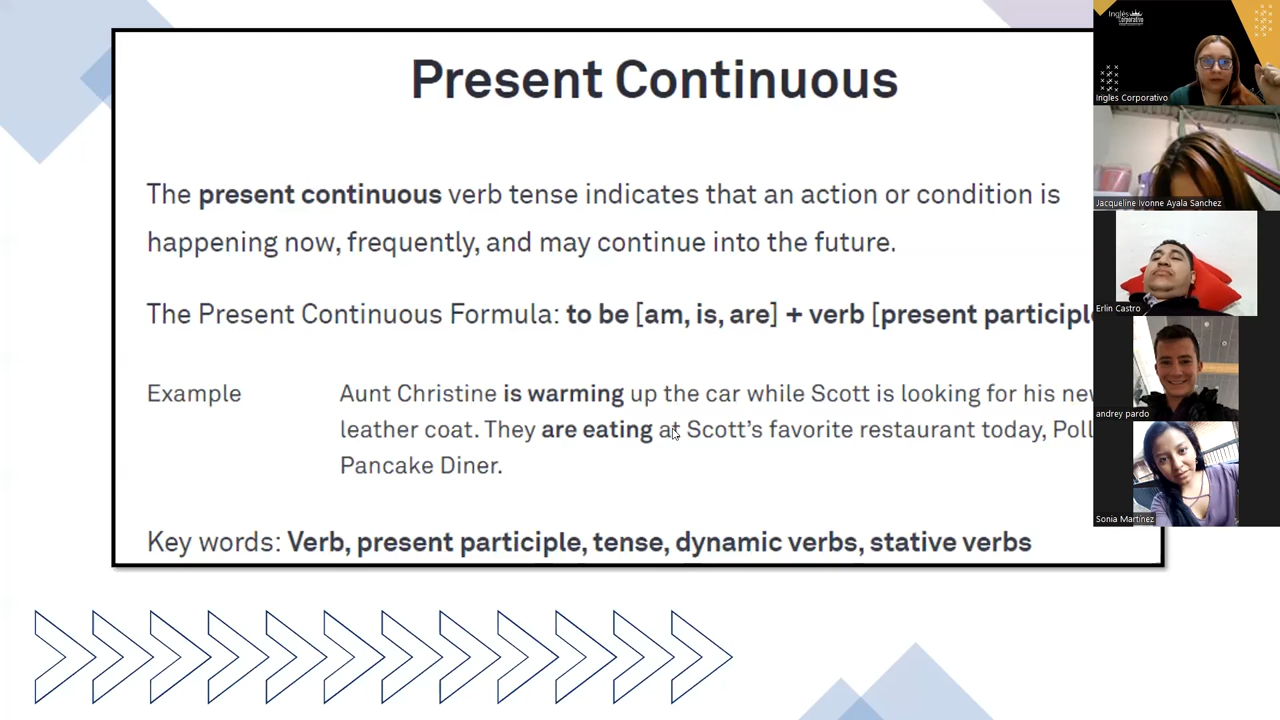 Present Continuous
The present continuous verb tense indicates that an action or condition is
happening now, frequently, and may continue into the future.
The Present Continuous Formula: to be [am, is, are] + verb [present
Example
Aunt Christine is warming up the car while Scott is looking for his
leather coat. They are eating at Scott's favorite restaurant today,
Pancake Diner.
Key words: Verb, present participle, tense, dynamic verbs, stative verbs
Inglés
Corporativo
Ingles Corporativo
Jacqueline Ivonne Ayala Sanchez
Erlin Castro
andrey pardo
Sonia Martínez